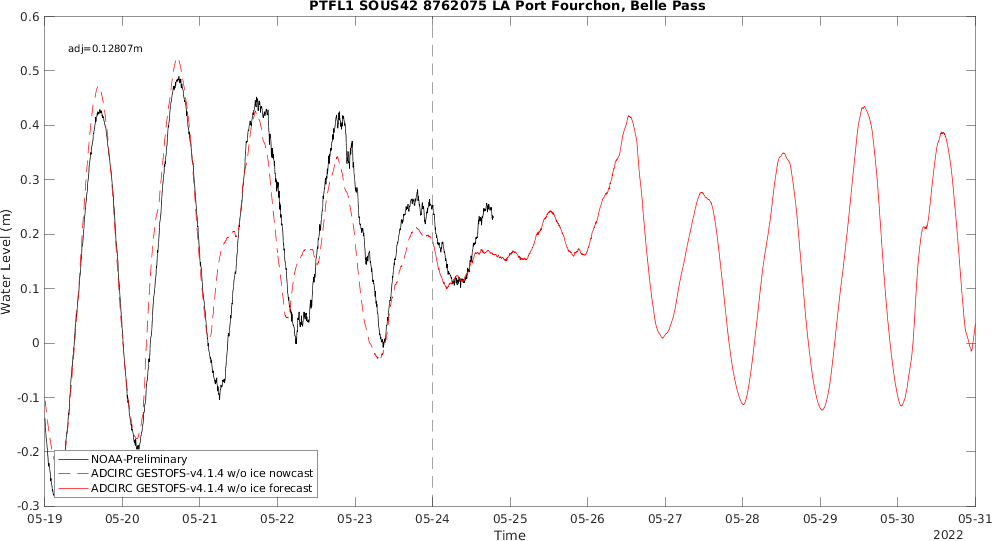 PTFL1 SOUS42 8762075 LA Port Fourchon, Belle Pass
adj=0.12807m
0.6
0.5
0.4
0.3
0.2
0.1
0
-0.1
-0.2
-0.3
Water Level (m)
NOAA-Preliminary
ADCIRC GESTOFS-v4.1.4 w/o ice nowcast
ADCIRC GESTOFS-v4.1.4 w/o ice forecast
05-19 05-20 05-21 05-22 05-23 05-24 05-25 05-26 05-27 05-28 05-29 05-30 05-31
Time
2022